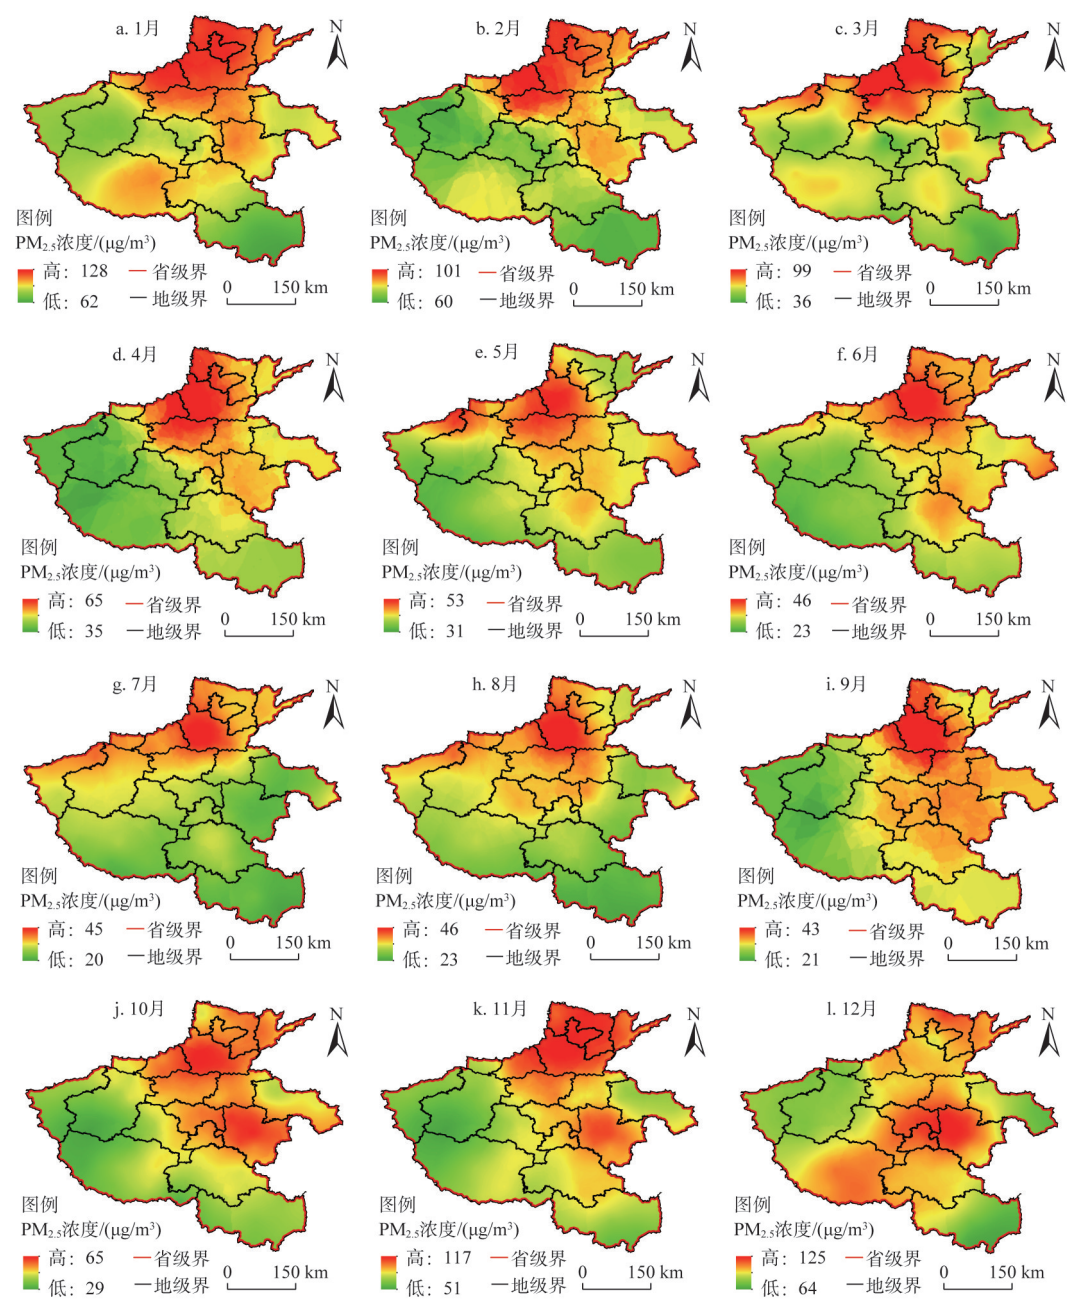 a. 1月
N
图例
PM2.5浓度/(μg/m³)
高：128 省级界
低：62 地级界
0 150 km
b. 2月
N
图例
PM2.5浓度/(μg/m³)
高：101 省级界
低：60 地级界
0 150 km
c. 3月
N
图例
PM2.5浓度/(μg/m³)
高：99 省级界
低：36 地级界
0 150 km
d. 4月
N
图例
PM2.5浓度/(μg/m³)
高：65 省级界
低：35 地级界
0 150 km
e. 5月
N
图例
PM2.5浓度/(μg/m³)
高：53 省级界
低：31 地级界
0 150 km
f. 6月
N
图例
PM2.5浓度/(μg/m³)
高：46 省级界
低：23 地级界
0 150 km
g. 7月
N
图例
PM2.5浓度/(μg/m³)
高：45 省级界
低：20 地级界
0 150 km
h. 8月
N
图例
PM2.5浓度/(μg/m³)
高：46 省级界
低：23 地级界
0 150 km
i. 9月
N
图例
PM2.5浓度/(μg/m³)
高：43 省级界
低：21 地级界
0 150 km
j. 10月
N
图例
PM2.5浓度/(μg/m³)
高：65 省级界
低：29 地级界
0 150 km
k. 11月
N
图例
PM2.5浓度/(μg/m³)
高：117 省级界
低：51 地级界
0 150 km
l. 12月
N
图例
PM2.5浓度/(μg/m³)
高：125 省级界
低：64 地级界
0 150 km